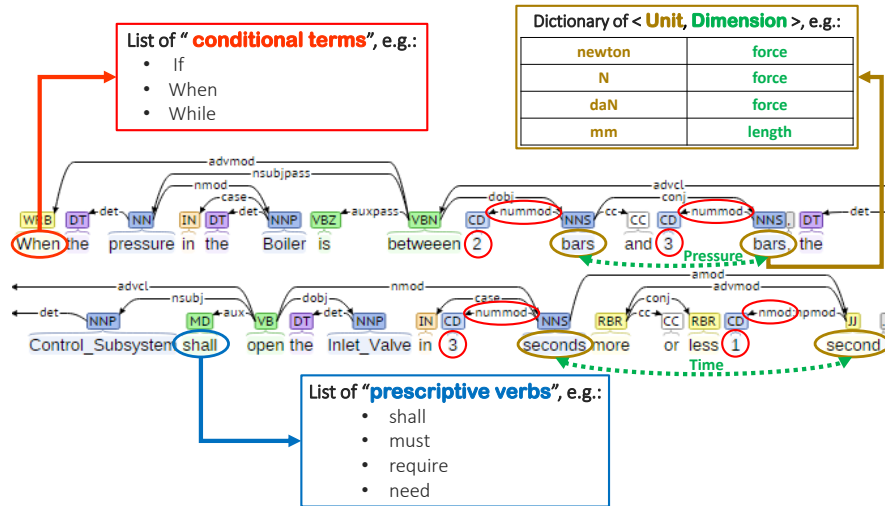 List of “ conditional terms”, e.g.:
• If
• When
• While
Dictionary of < Unit, Dimension >, e.g.:
newton force
N force
daN force
mm length
advmod
nsubjpass
nmod advcl
case dobj conj
det det auxpass nummod cc nummod det
WRB DT NN IN DT NNP VBZ VBN CD NNS CC CD NNS , DT
When the pressure in the Boiler is betweeen 2 bars and 3 bars, the
Pressure
amod
advcl nmod advmod
nsubj dobj case conj
det aux det nummod cc nmod:npmod
NNP MD VB DT NNP IN CD NNS RBR CC RBR CD JJ .
Control_Subsystem shall open the Inlet_Valve in 3 seconds more or less 1 second
Time
List of “prescriptive verbs”, e.g.:
• shall
• must
• require
• need